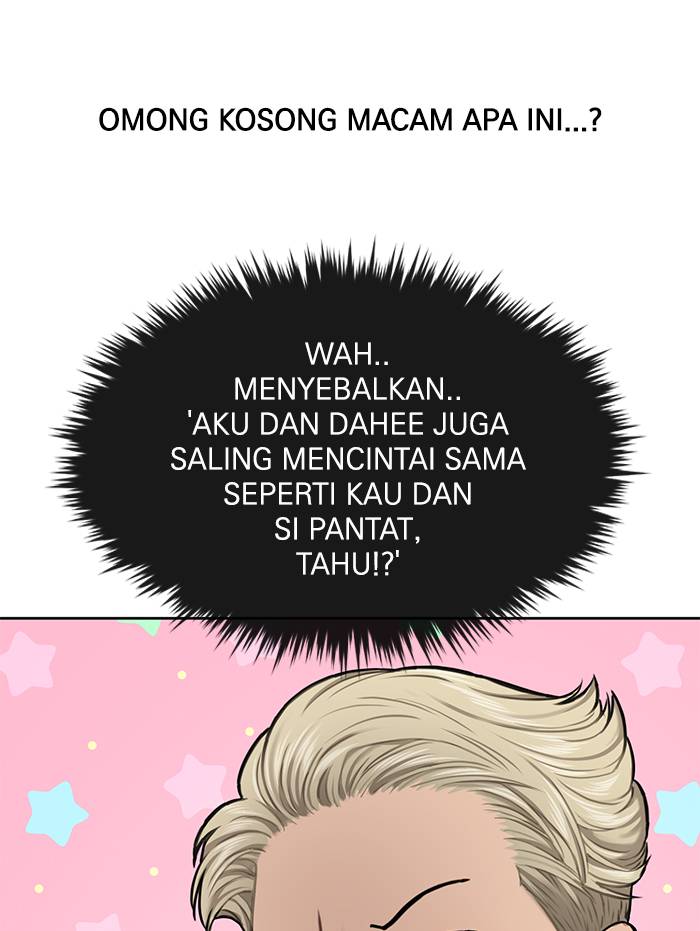 OMONG KOSONG MACAM APA INI...?
WAH..
MENYEBALKAN..
'AKU DAN DAHEE JUGA
SALING MENCINTAI SAMA
SEPERTI KAU DAN
SI PANTAT,
TAHU!?'